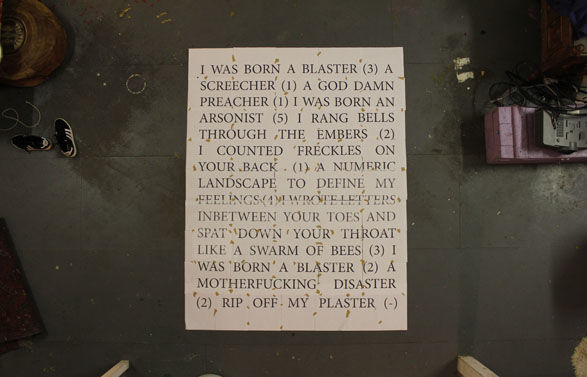 I WAS BORN A BLASTER (3) A
SCREECHER (1) A GOD DAMN
PREACHER (1) I WAS BORN AN
ARSONIST (5) I RANG BELLS
THROUGH THE EMBERS (2)
I COUNTED FRECKLES ON
YOUR BACK (1) A NUMERIC
LANDSCAPE TO DEFINE MY
FEELINGS (4) I WROTE LETTERS
INBETWEEN YOUR TOES AND
SPAT DOWN YOUR THROAT
LIKE A SWARM OF BEES (3) I
WAS BORN A BLASTER (2) A
MOTHERFUCKING DISASTER
(2) RIP OFF MY PLASTER (-)